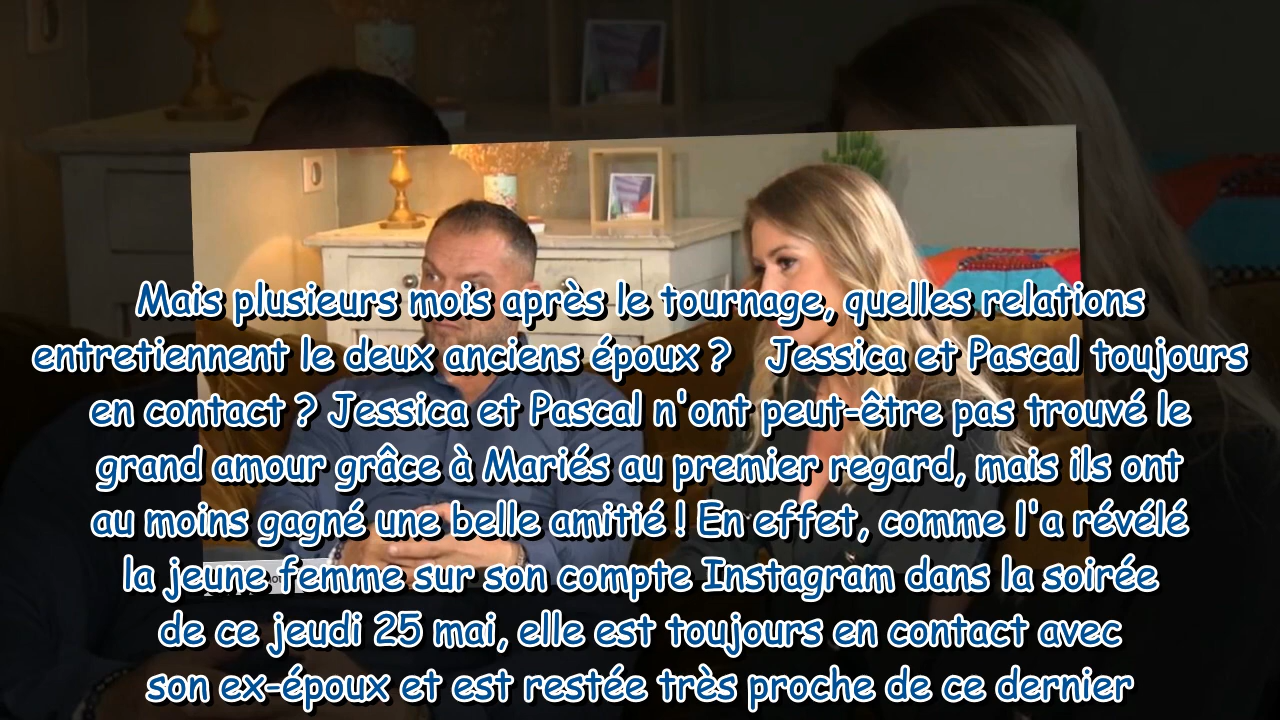 Mais plusieurs mois après le tournage, quelles relations
entretiennent le deux anciens époux ? Jessica et Pascal toujours
en contact ? Jessica et Pascal n'ont peut-être pas trouvé le
grand amour grâce à Mariés au premier regard, mais ils ont
au moins gagné une belle amitié ! En effet, comme l'a révélé
la jeune femme sur son compte Instagram dans la soirée
de ce jeudi 25 mai, elle est toujours en contact avec
son ex-époux et est restée très proche de ce dernier